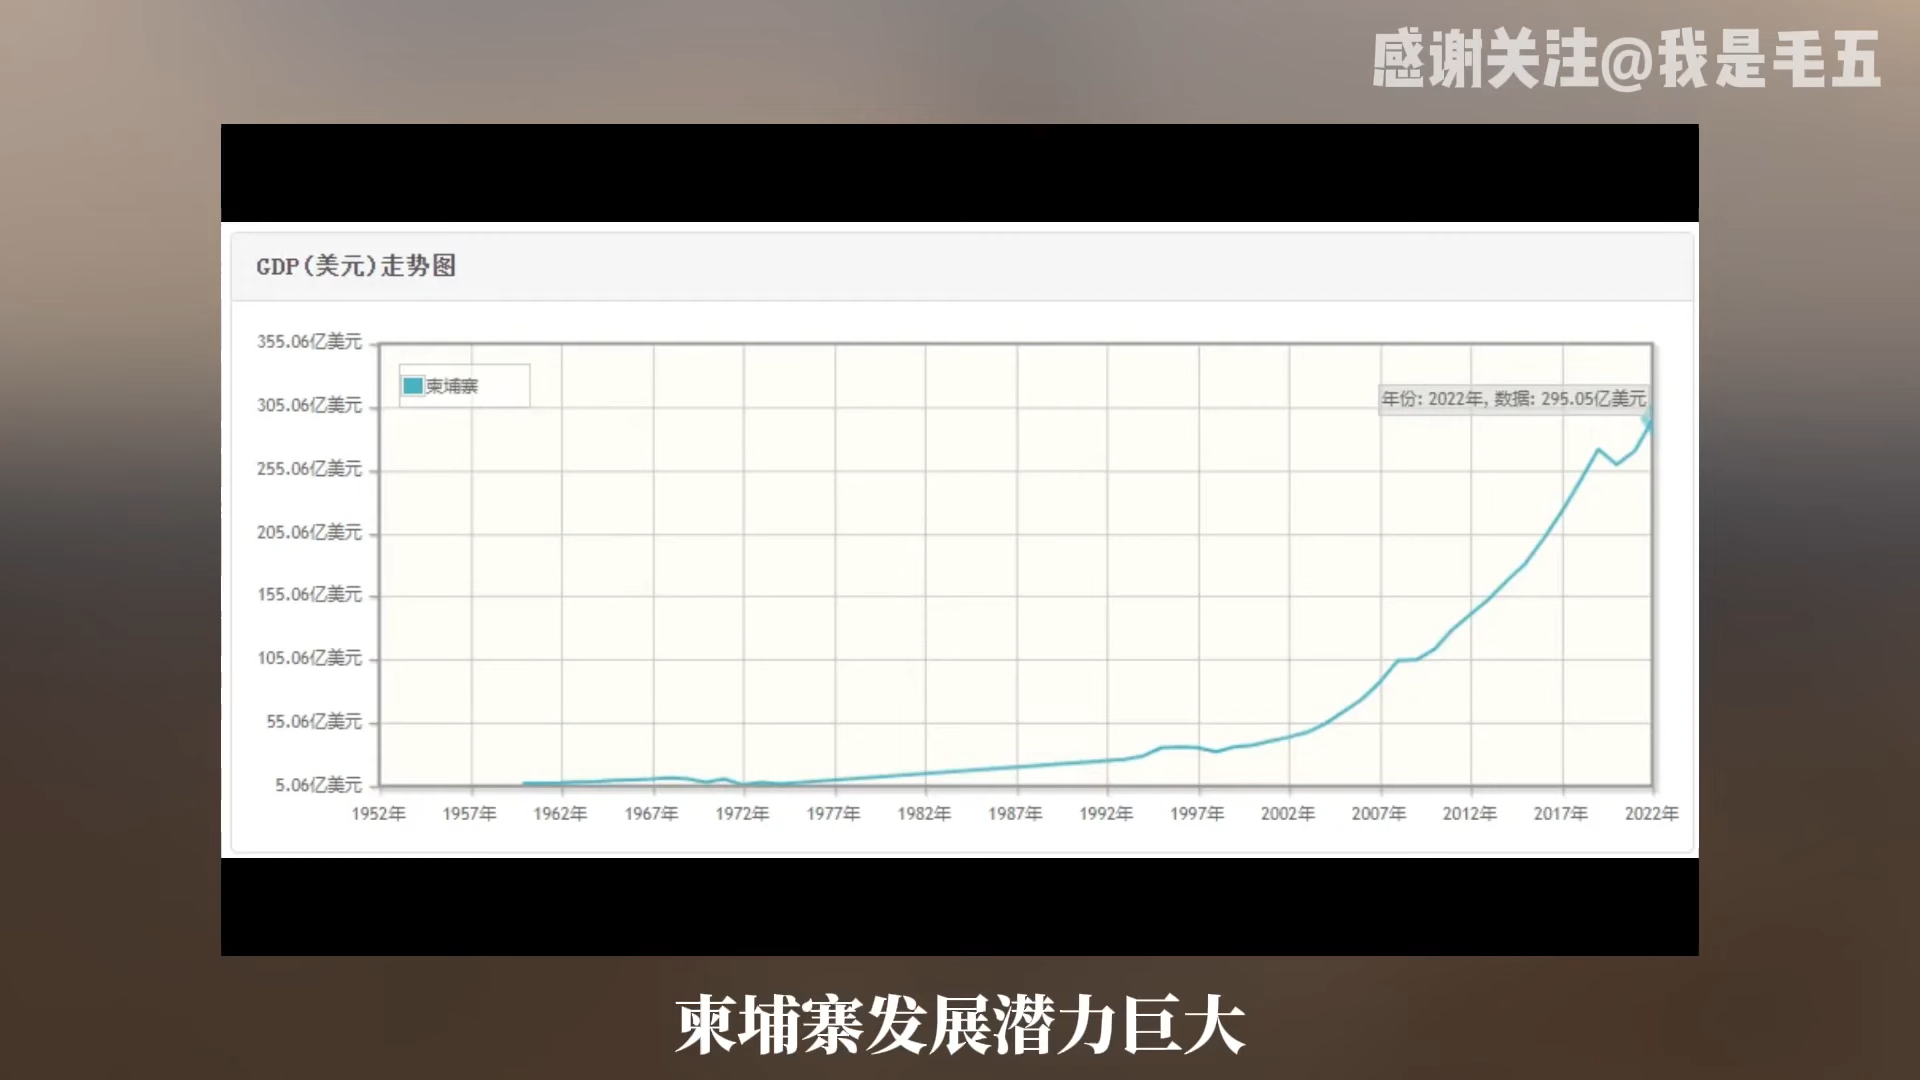 感谢关注@我是毛五
GDP(美元)走势图
355.06亿美元
305.06亿美元
255.06亿美元
205.06亿美元
155.06亿美元
105.06亿美元
55.06亿美元
5.06亿美元
柬埔寨
年份: 2022年, 数据: 295.05亿美元
1952年 1957年 1962年 1967年 1972年 1977年 1982年 1987年 1992年 1997年 2002年 2007年 2012年 2017年 2022年
柬埔寨发展潜力巨大